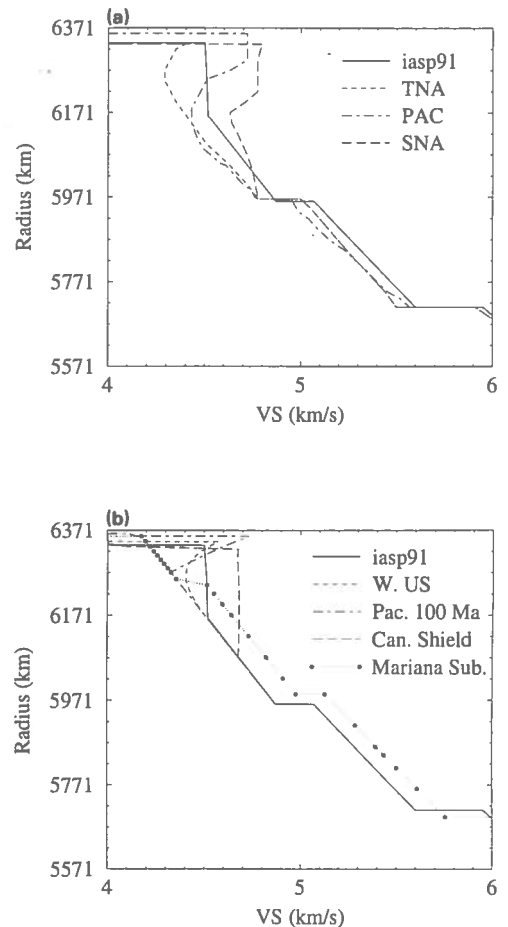 (a)
6371
6171
5971
5771
5571
Radius (km)
iasp91
TNA
PAC
SNA
4
5
6
VS (km/s)
(b)
6371
6171
5971
5771
5571
Radius (km)
iasp91
W. US
Pac. 100 Ma
Can. Shield
Mariana Sub.
4
5
6
VS (km/s)